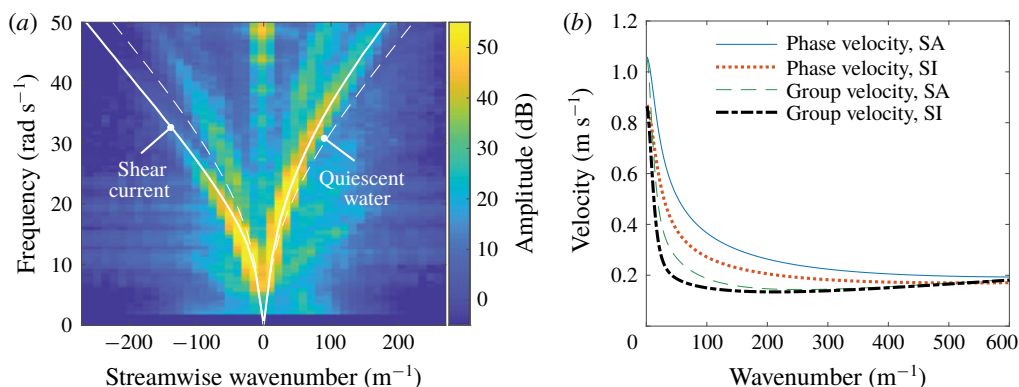 (a)
50
40
30
20
10
0
Frequency (rad s⁻¹)
Shear
current
Quiescent
water
−200
−100
0
100
200
Streamwise wavenumber (m⁻¹)
50
40
30
20
10
0
Amplitude (dB)
(b)
1.2
1.0
0.8
0.6
0.4
0.2
0
Velocity (m s⁻¹)
Phase velocity, SA
Phase velocity, SI
Group velocity, SA
Group velocity, SI
0
100
200
300
400
500
600
Wavenumber (m⁻¹)